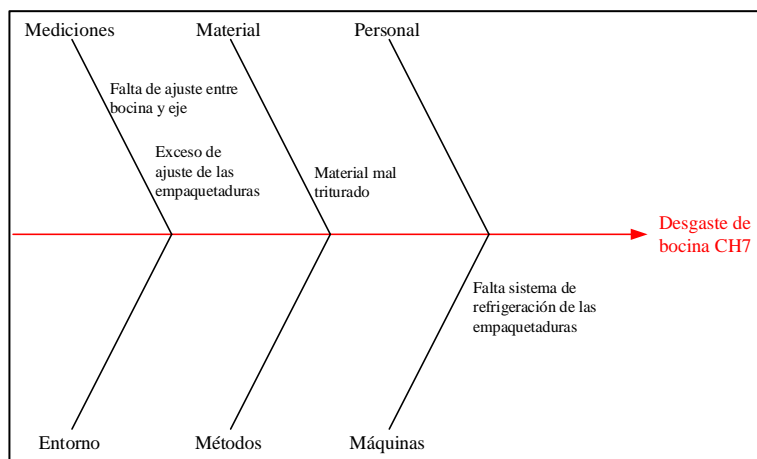 Mediciones
Material
Personal
Falta de ajuste entre
bocina y eje
Exceso de
ajuste de las
empaquetaduras
Material mal
triturado
Desgaste de
bocina CH7
Falta sistema de
refrigeración de las
empaquetaduras
Entorno
Métodos
Máquinas